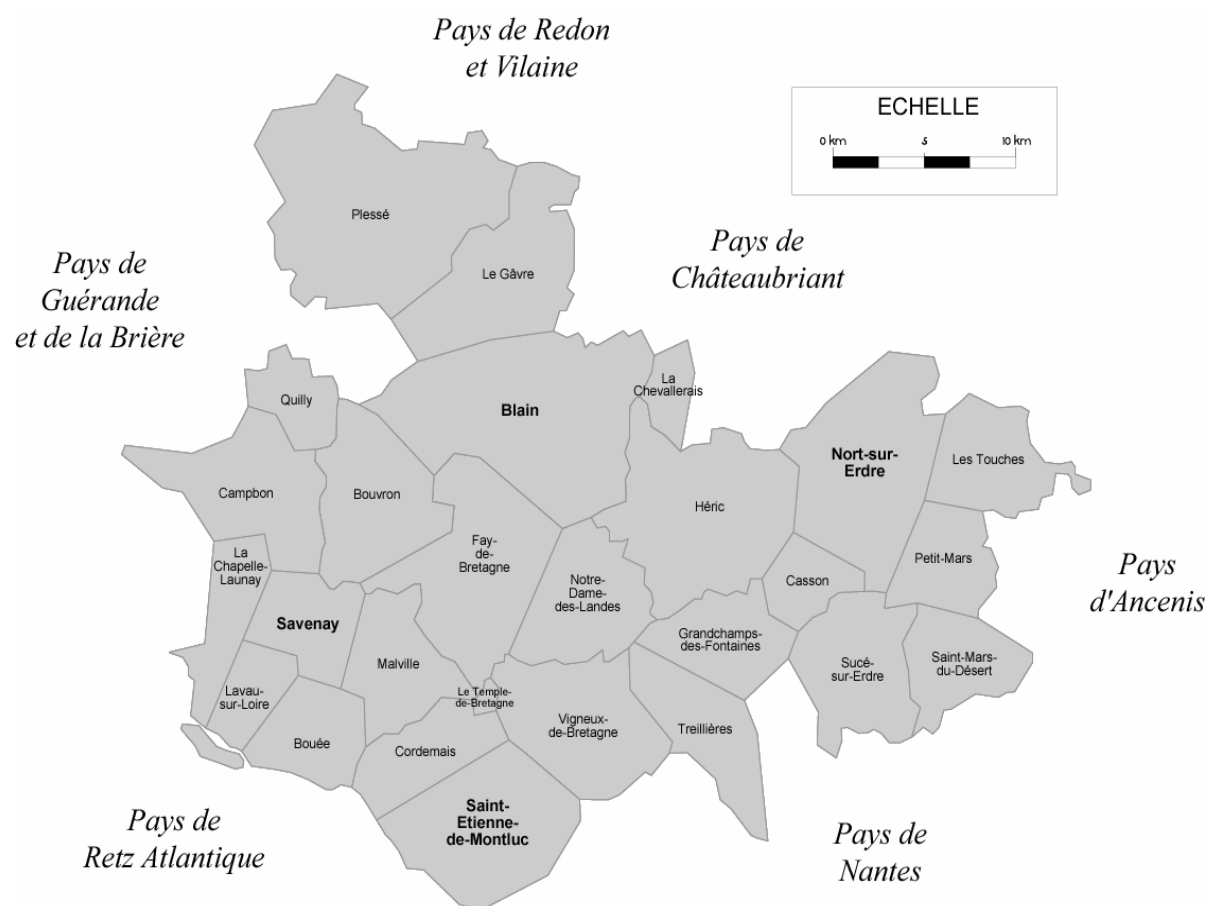 Pays de Redon
et Vilaine
ECHELLE
0 km 5 10 km
Plessé
Le Gâvre
Pays de
Châteaubriant
Pays de
Guérande
et de la Brière
La
Chevallerais
Quilly
Blain
Nort-sur-
Erdre
Les Touches
Campbon
Bouvron
Héric
Fay-
de-
Bretagne
La
Chapelle-
Launay
Notre-
Dame-
des-Landes
Casson
Petit-Mars
Pays
d'Ancenis
Savenay
Malville
Grandchamps-
des-Fontaines
Sucé-
sur-Erdre
Saint-Mars-
du-Désert
Lavau-
sur-Loire
Le Temple-
de-Bretagne
Vigneux-
de-Bretagne
Treillières
Bouée
Cordemais
Saint-
Etienne-
de-Montluc
Pays de
Retz Atlantique
Pays de
Nantes